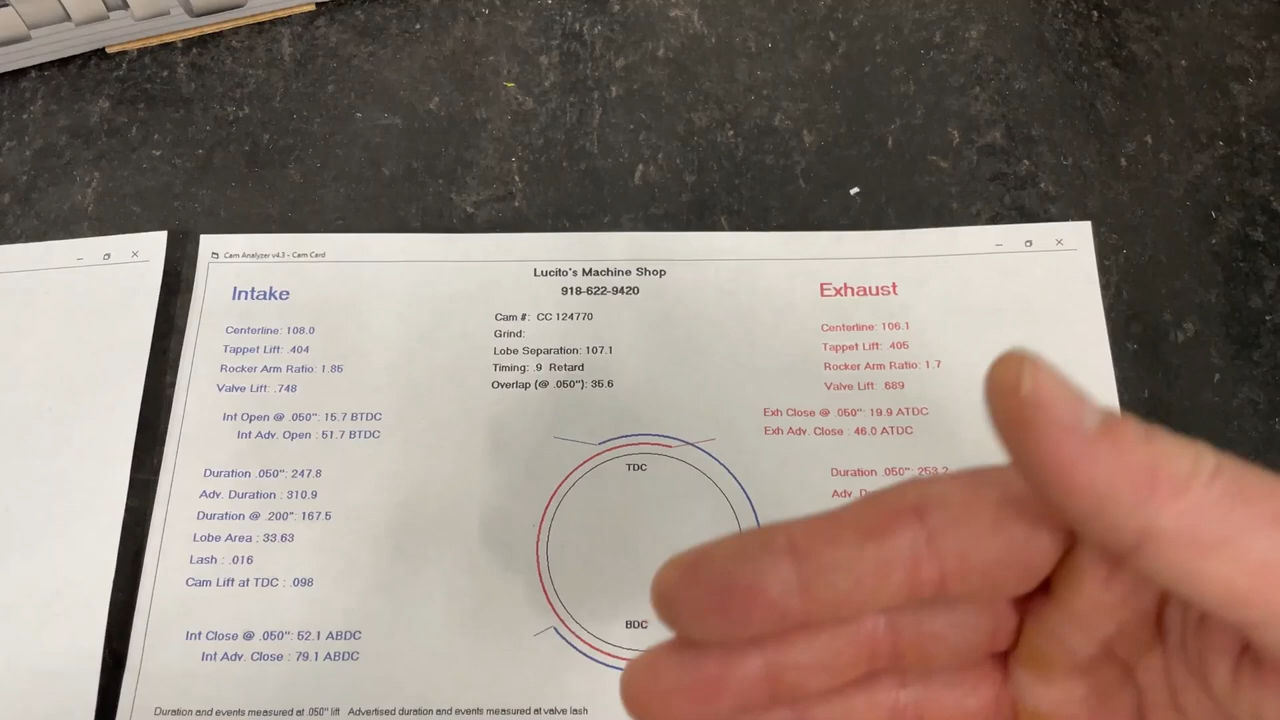 Cam Analyzer v4.3 - Cam Card
Lucito's Machine Shop
918-622-9420
Intake
Centerline: 108.0
Tappet Lift: .404
Rocker Arm Ratio: 1.85
Valve Lift: .748
Int Open @ .050": 15.7 BTDC
Int Adv. Open : 51.7 BTDC
Duration .050": 247.8
Adv. Duration : 310.9
Duration @ .200": 167.5
Lobe Area : 33.63
Lash : .016
Cam Lift at TDC : .098
Int Close @ .050": 52.1 ABDC
Int Adv. Close : 79.1 ABDC
Cam #: CC 124770
Grind:
Lobe Separation: 107.1
Timing: .9 Retard
Overlap (@ .050"): 35.6
TDC
BDC
Exhaust
Centerline: 106.1
Tappet Lift: .405
Rocker Arm Ratio: 1.7
Valve Lift: .689
Exh Close @ .050": 19.9 ATDC
Exh Adv. Close : 46.0 ATDC
Duration .050": 253.2
Adv.
Duration and events measured at .050" lift Advertised duration and events measured at valve lash